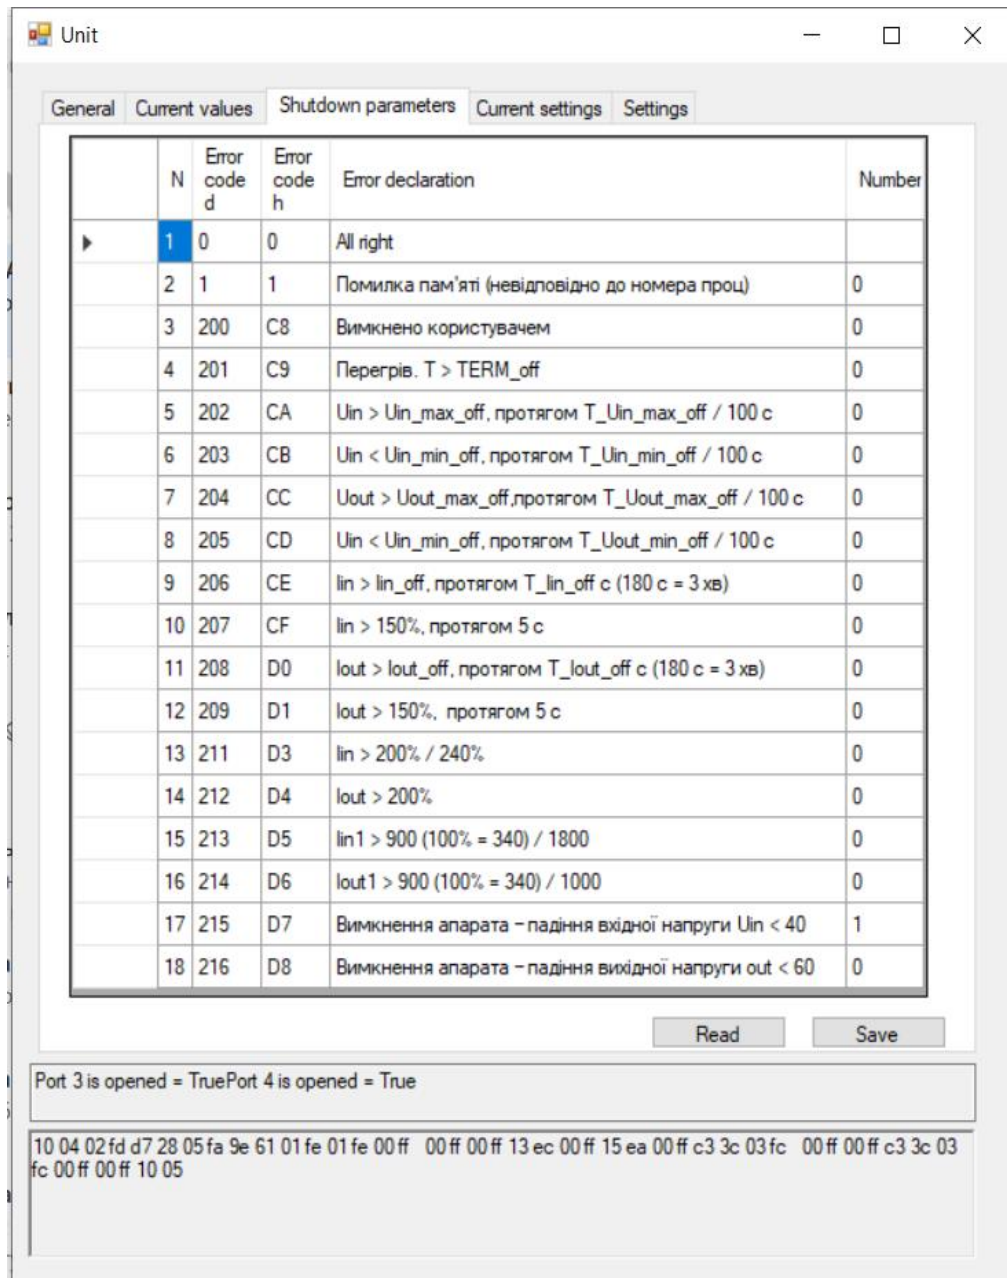 Unit
General Current values Shutdown parameters Current settings Settings
N Error code d Error code h Error declaration Number
1 0 0 All right
2 1 1 Помилка пам'яті (невідповідно до номера проц) 0
3 200 C8 Вимкнено користувачем 0
4 201 C9 Перегрів. T > TERM_off 0
5 202 CA Uin > Uin_max_off, протягом T_Uin_max_off / 100 c 0
6 203 CB Uin < Uin_min_off, протягом T_Uin_min_off / 100 c 0
7 204 CC Uout > Uout_max_off,протягом T_Uout_max_off / 100 c 0
8 205 CD Uin < Uin_min_off, протягом T_Uout_min_off / 100 c 0
9 206 CE Iin > Iin_off, протягом T_Iin_off c (180 c = 3 хв) 0
10 207 CF Iin > 150%, протягом 5 c 0
11 208 D0 Iout > Iout_off, протягом T_Iout_off c (180 c = 3 хв) 0
12 209 D1 Iout > 150%, протягом 5 c 0
13 211 D3 Iin > 200% / 240% 0
14 212 D4 Iout > 200% 0
15 213 D5 Iin1 > 900 (100% = 340) / 1800 0
16 214 D6 Iout1 > 900 (100% = 340) / 1000 0
17 215 D7 Вимкнення апарата – падіння вхідної напруги Uin < 40 1
18 216 D8 Вимкнення апарата – падіння вихідної напруги out < 60 0
Read Save
Port 3 is opened = TruePort 4 is opened = True
10 04 02 fd d7 28 05 fa 9e 61 01 fe 01 fe 00 ff 00 ff 00 ff 13 ec 00 ff 15 ea 00 ff c3 3c 03 fc 00 ff 00 ff c3 3c 03
fc 00 ff 00 ff 10 05